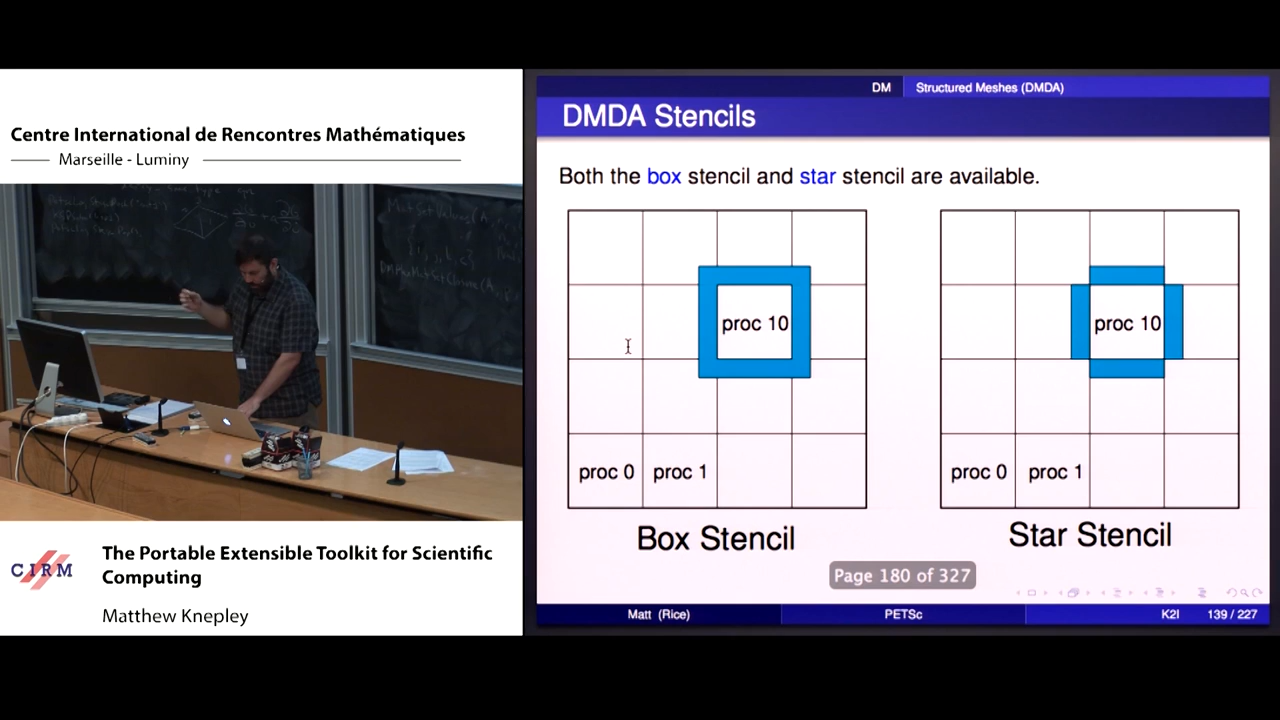 Centre International de Rencontres Mathématiques
Marseille - Luminy
CIRM
The Portable Extensible Toolkit for Scientific
Computing
Matthew Knepley
DM
Structured Meshes (DMDA)
DMDA Stencils
Both the box stencil and star stencil are available.
proc 10
proc 0
proc 1
Box Stencil
proc 10
proc 0
proc 1
Star Stencil
Page 180 of 327
Matt (Rice)
PETSc
K2I
139 / 227